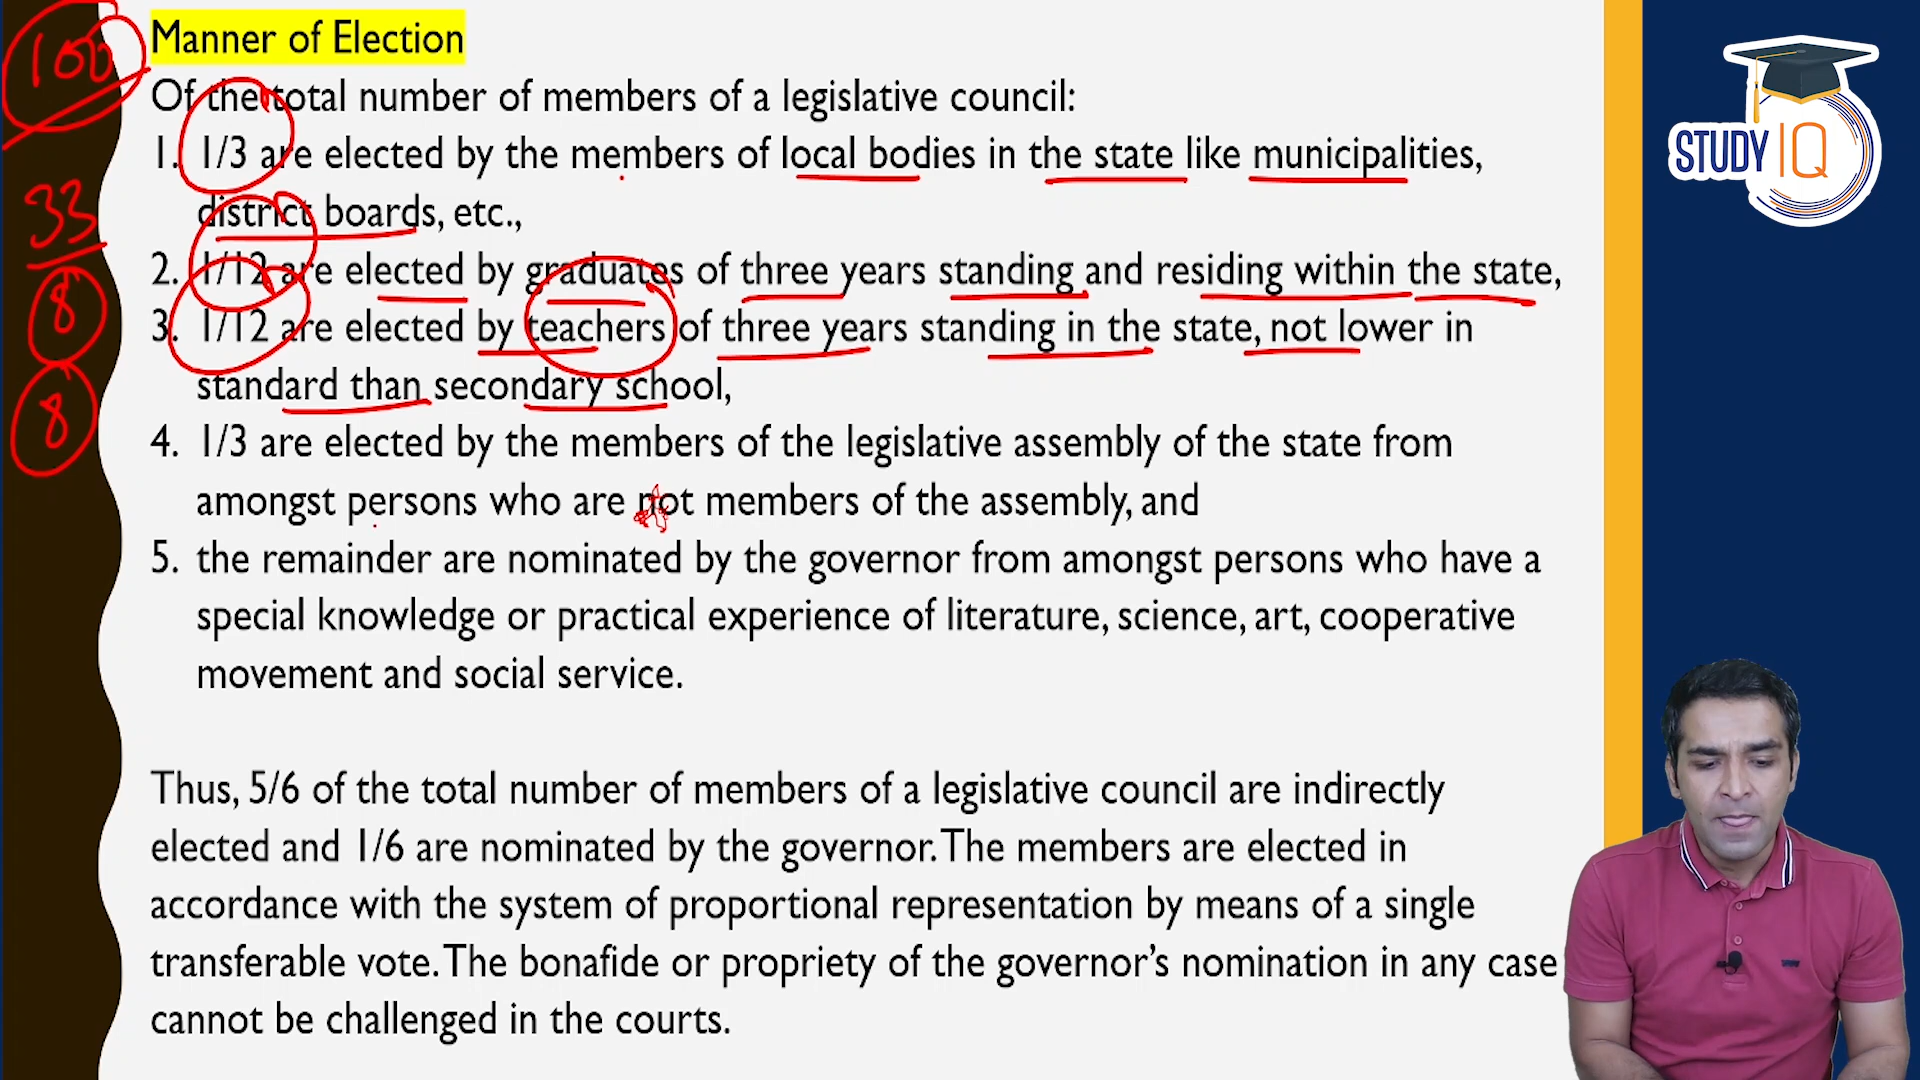 100
33
8
8
Manner of Election
Of the total number of members of a legislative council:
1. 1/3 are elected by the members of local bodies in the state like municipalities,
district boards, etc.,
2. 1/12 are elected by graduates of three years standing and residing within the state,
3. 1/12 are elected by teachers of three years standing in the state, not lower in
standard than secondary school,
4. 1/3 are elected by the members of the legislative assembly of the state from
amongst persons who are not members of the assembly, and
5. the remainder are nominated by the governor from amongst persons who have a
special knowledge or practical experience of literature, science, art, cooperative
movement and social service.
Thus, 5/6 of the total number of members of a legislative council are indirectly
elected and 1/6 are nominated by the governor. The members are elected in
accordance with the system of proportional representation by means of a single
transferable vote. The bonafide or propriety of the governor's nomination in any case
cannot be challenged in the courts.
STUDY IQ